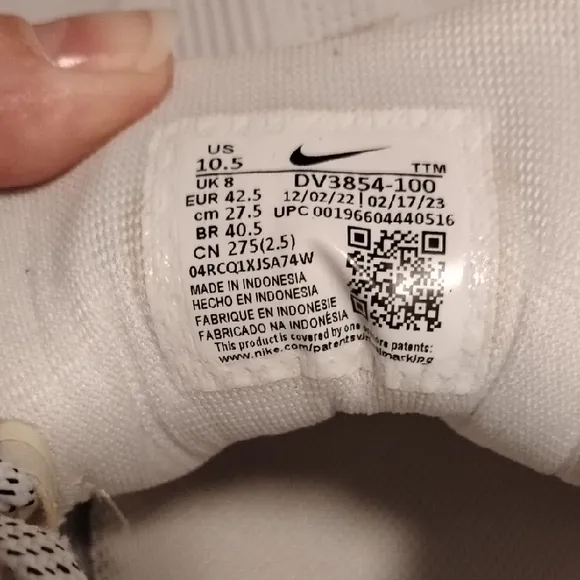 US
10.5
TTM
UK 8
DV3854-100
EUR 42.5
12/02/22 | 02/17/23
cm 27.5
UPC 00196604440516
BR 40.5
CN 275(2.5)
04RCQ1XJSA74W
MADE IN INDONESIA
HECHO EN INDONESIA
FABRIQUE EN INDONESIE
FABRICADO NA INDONÉSIA
This product is covered by one patents:
www.nike.com/patents